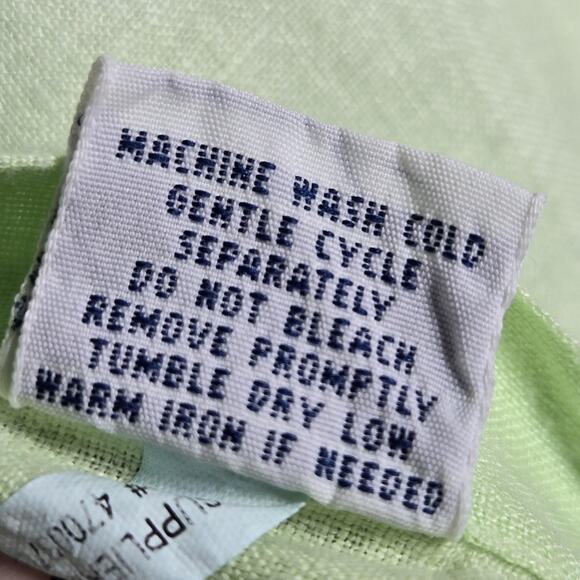 MACHINE WASH COLD
GENTLE CYCLE
SEPARATELY
DO NOT BLEACH
REMOVE PROMPTLY
TUMBLE DRY LOW
WARM IRON IF NEEDED